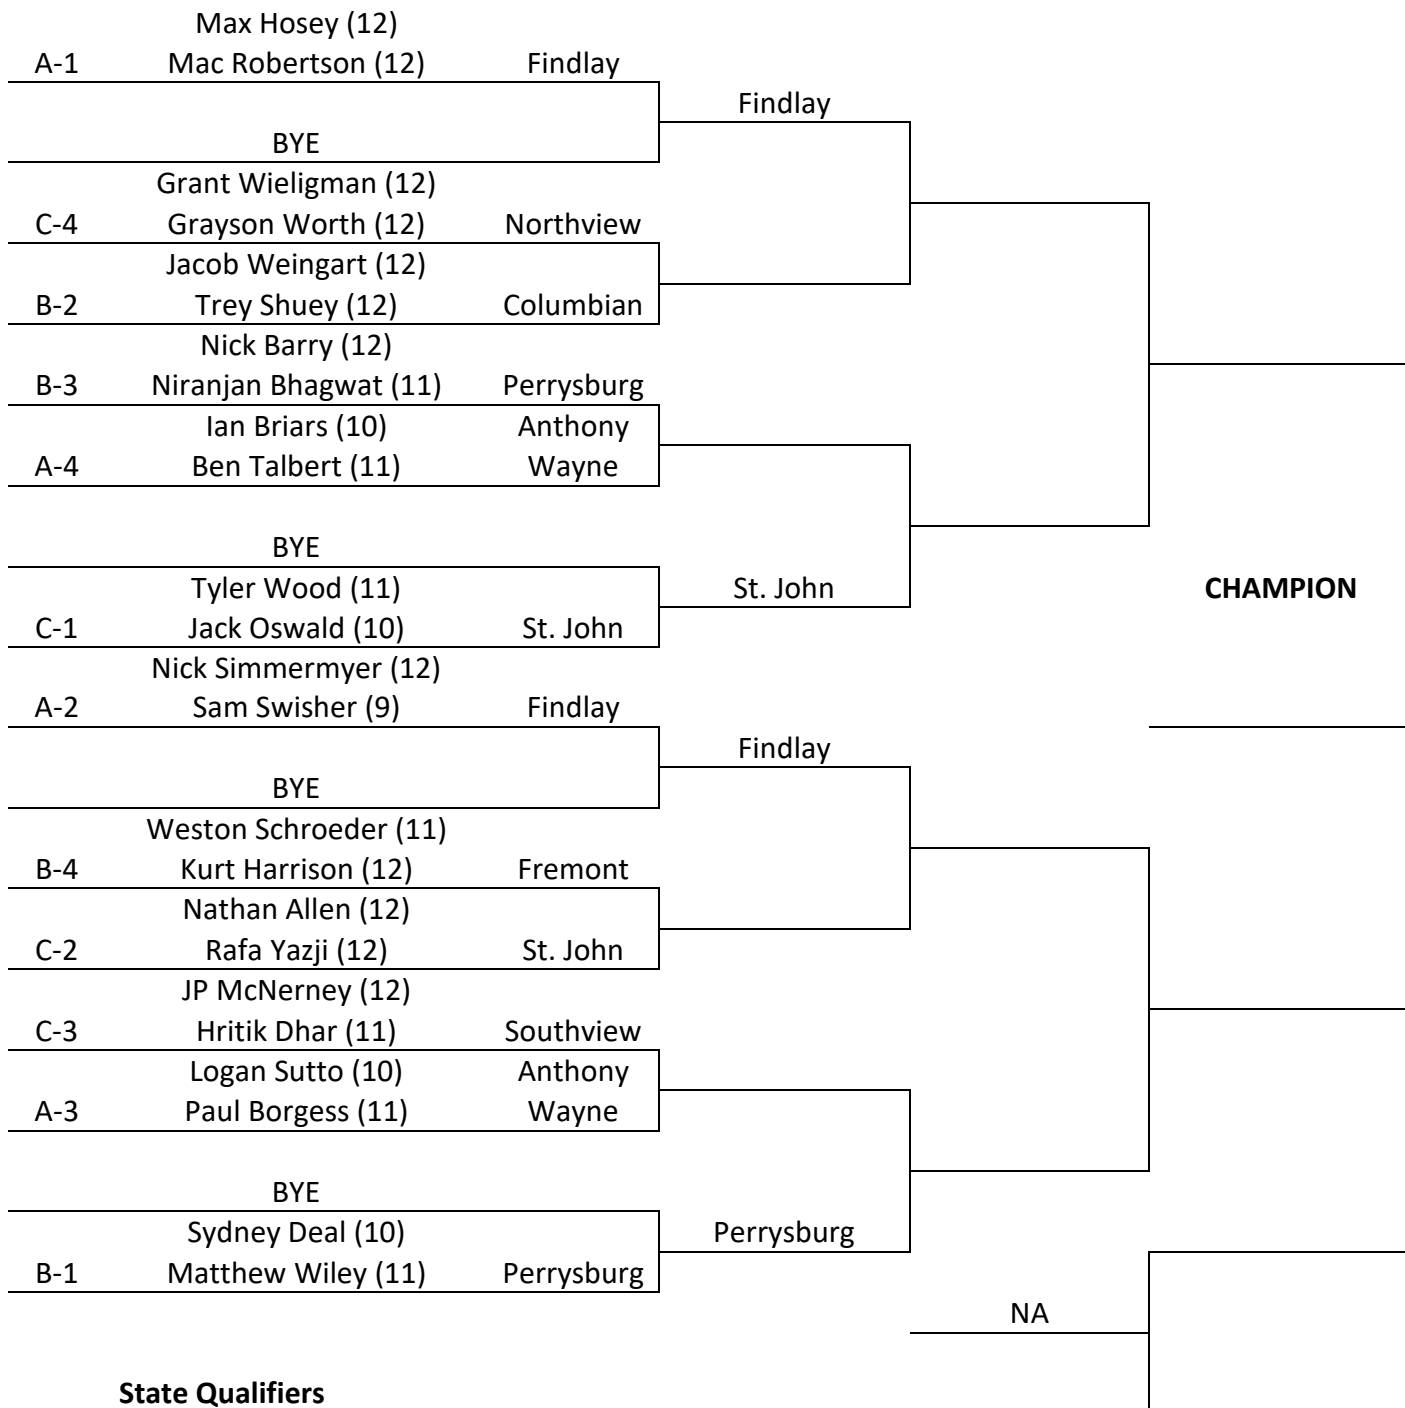 Max Hosey (12)
A-1 Mac Robertson (12) Findlay
Findlay
BYE
Grant Wieligman (12)
C-4 Grayson Worth (12) Northview
Jacob Weingart (12)
B-2 Trey Shuey (12) Columbian
Nick Barry (12)
B-3 Niranjan Bhagwat (11) Perrysburg
Ian Briars (10) Anthony
A-4 Ben Talbert (11) Wayne
BYE
Tyler Wood (11) St. John CHAMPION
C-1 Jack Oswald (10) St. John
Nick Simmermyer (12)
A-2 Sam Swisher (9) Findlay
Findlay
BYE
Weston Schroeder (11)
B-4 Kurt Harrison (12) Fremont
Nathan Allen (12)
C-2 Rafa Yazji (12) St. John
JP McNerney (12)
C-3 Hritik Dhar (11) Southview
Logan Sutto (10) Anthony
A-3 Paul Borgess (11) Wayne
BYE
Sydney Deal (10) Perrysburg
B-1 Matthew Wiley (11) Perrysburg
NA
State Qualifiers